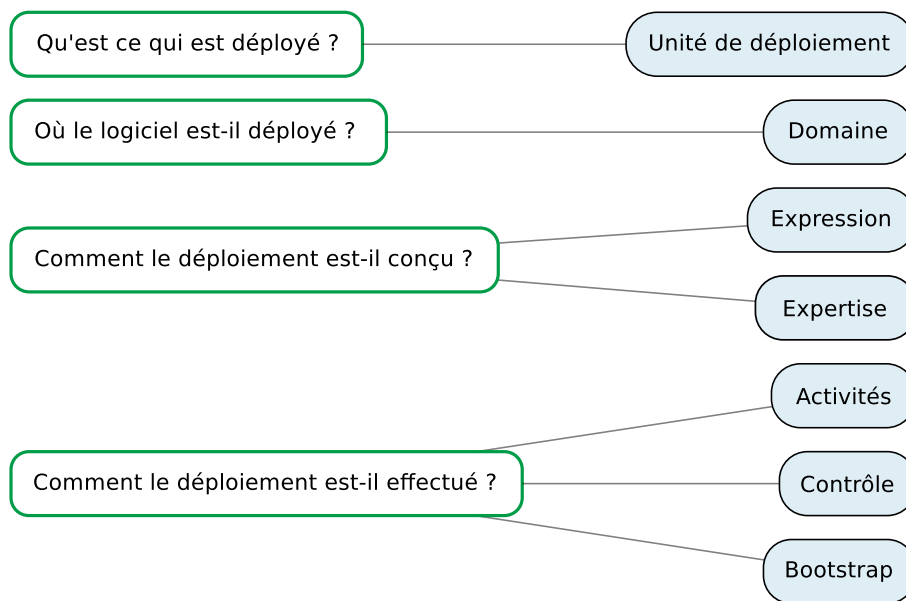 Qu'est ce qui est déployé ?
Unité de déploiement
Où le logiciel est-il déployé ?
Domaine
Comment le déploiement est-il conçu ?
Expression
Expertise
Comment le déploiement est-il effectué ?
Activités
Contrôle
Bootstrap